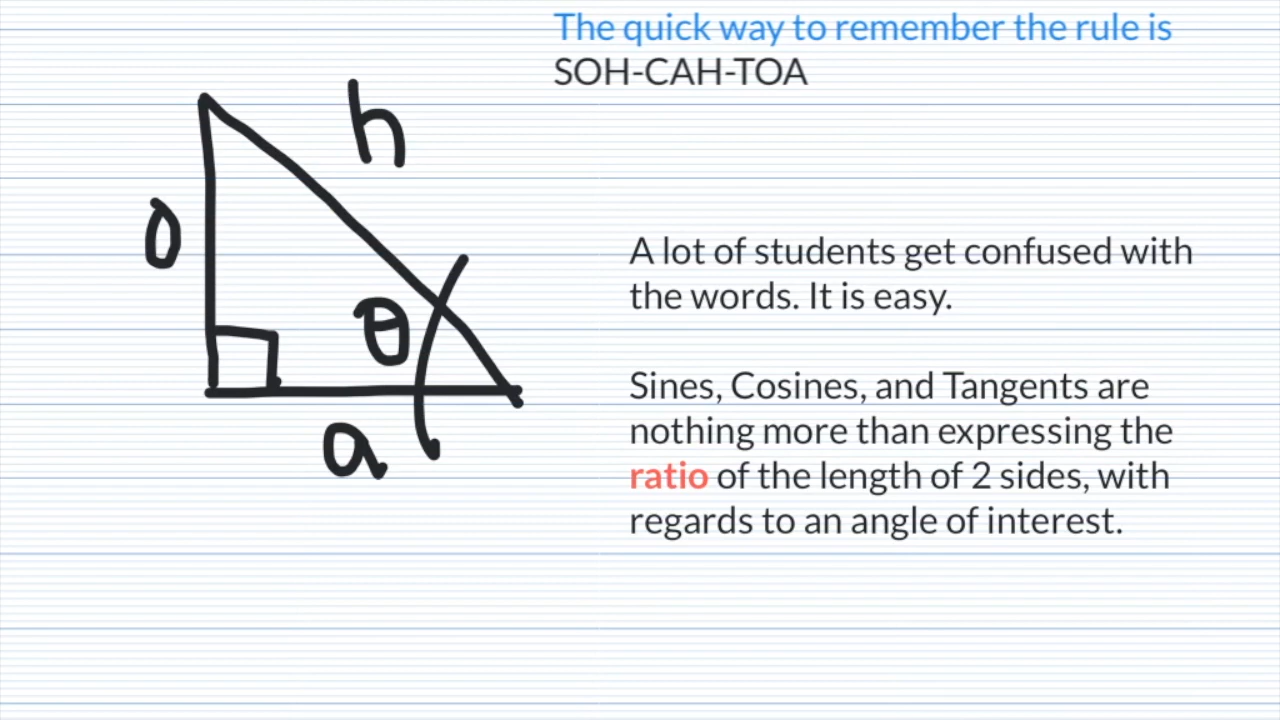 The quick way to remember the rule is
SOH-CAH-TOA
h
o
θ
a
A lot of students get confused with
the words. It is easy.
Sines, Cosines, and Tangents are
nothing more than expressing the
ratio of the length of 2 sides, with
regards to an angle of interest.